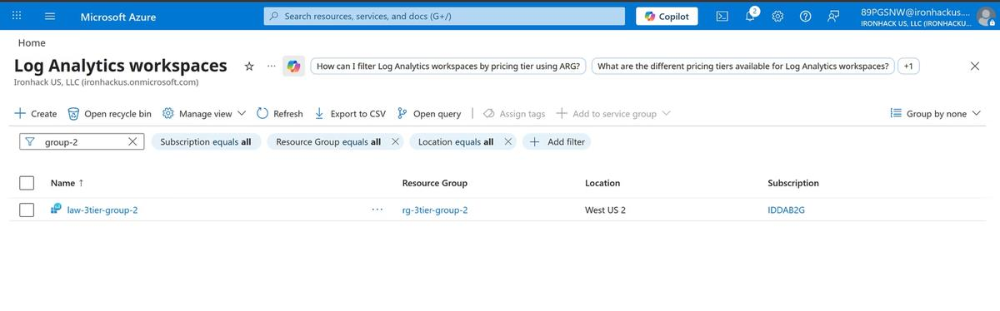 Microsoft Azure
Search resources, services, and docs (G+/)
Copilot
2
89PGSNW@ironhackus....
IRONHACK US, LLC (IRONHACKU...
Home
Log Analytics workspaces
How can I filter Log Analytics workspaces by pricing tier using ARG?
What are the different pricing tiers available for Log Analytics workspaces?
+1
Ironhack US, LLC (ironhackus.onmicrosoft.com)
Create
Open recycle bin
Manage view
Refresh
Export to CSV
Open query
Assign tags
Add to service group
Group by none
group-2
Subscription equals all
Resource Group equals all
Location equals all
Add filter
Name ↑
Resource Group
Location
Subscription
law-3tier-group-2
rg-3tier-group-2
West US 2
IDDAB2G